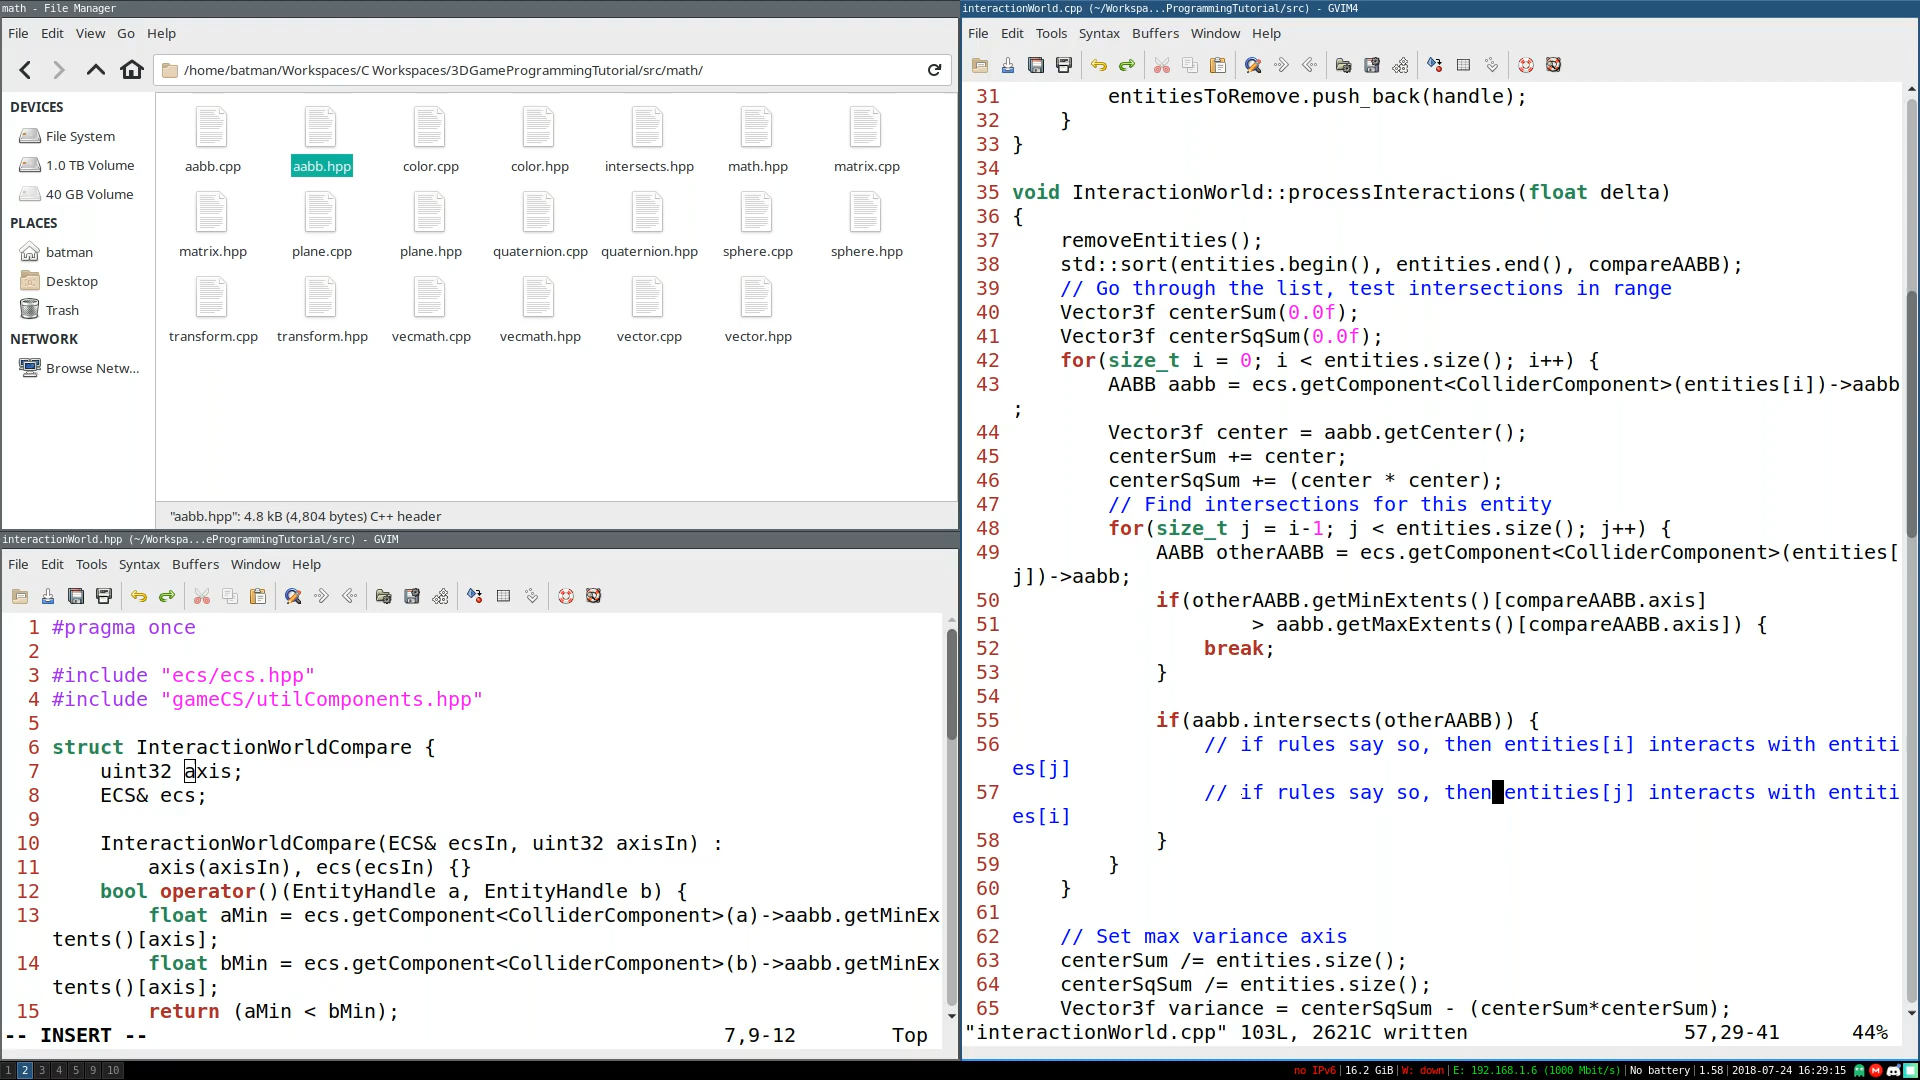 math - File Manager
File Edit View Go Help
/home/batman/Workspaces/C Workspaces/3DGameProgrammingTutorial/src/math/
DEVICES
File System
1.0 TB Volume
40 GB Volume
PLACES
batman
Desktop
Trash
NETWORK
Browse Netw...
aabb.cpp aabb.hpp color.cpp color.hpp intersects.hpp math.hpp matrix.cpp
matrix.hpp plane.cpp plane.hpp quaternion.cpp quaternion.hpp sphere.cpp sphere.hpp
transform.cpp transform.hpp vecmath.cpp vecmath.hpp vector.cpp vector.hpp
"aabb.hpp": 4.8 kB (4,804 bytes) C++ header
interactionWorld.hpp (~/Workspa...eProgrammingTutorial/src) - GVIM
File Edit Tools Syntax Buffers Window Help
1 #pragma once
2
3 #include "ecs/ecs.hpp"
4 #include "gameCS/utilComponents.hpp"
5
6 struct InteractionWorldCompare {
7     uint32 axis;
8     ECS& ecs;
9
10     InteractionWorldCompare(ECS& ecsIn, uint32 axisIn) :
11         axis(axisIn), ecs(ecsIn) {}
12     bool operator()(EntityHandle a, EntityHandle b) {
13         float aMin = ecs.getComponent<ColliderComponent>(a)->aabb.getMinEx
tents()[axis];
14         float bMin = ecs.getComponent<ColliderComponent>(b)->aabb.getMinEx
tents()[axis];
15         return (aMin < bMin);
-- INSERT -- 7,9-12 Top
interactionWorld.cpp (~/Workspa...ProgrammingTutorial/src) - GVIM4
File Edit Tools Syntax Buffers Window Help
31         entitiesToRemove.push_back(handle);
32     }
33 }
34
35 void InteractionWorld::processInteractions(float delta)
36 {
37     removeEntities();
38     std::sort(entities.begin(), entities.end(), compareAABB);
39     // Go through the list, test intersections in range
40     Vector3f centerSum(0.0f);
41     Vector3f centerSqSum(0.0f);
42     for(size_t i = 0; i < entities.size(); i++) {
43         AABB aabb = ecs.getComponent<ColliderComponent>(entities[i])->aabb
;
44         Vector3f center = aabb.getCenter();
45         centerSum += center;
46         centerSqSum += (center * center);
47         // Find intersections for this entity
48         for(size_t j = i-1; j < entities.size(); j++) {
49             AABB otherAABB = ecs.getComponent<ColliderComponent>(entities[
j])->aabb;
50             if(otherAABB.getMinExtents()[compareAABB.axis]
51                     > aabb.getMaxExtents()[compareAABB.axis]) {
52                 break;
53             }
54
55             if(aabb.intersects(otherAABB)) {
56                 // if rules say so, then entities[i] interacts with entiti
es[j]
57                 // if rules say so, then entities[j] interacts with entiti
es[i]
58             }
59         }
60     }
61
62     // Set max variance axis
63     centerSum /= entities.size();
64     centerSqSum /= entities.size();
65     Vector3f variance = centerSqSum - (centerSum*centerSum);
"interactionWorld.cpp" 103L, 2621C written 57,29-41 44%
1 2 3 4 5 9 10
no IPv6|16.2 GiB|W: down|E: 192.168.1.6 (1000 Mbit/s)|No battery|1.58|2018-07-24 16:29:15